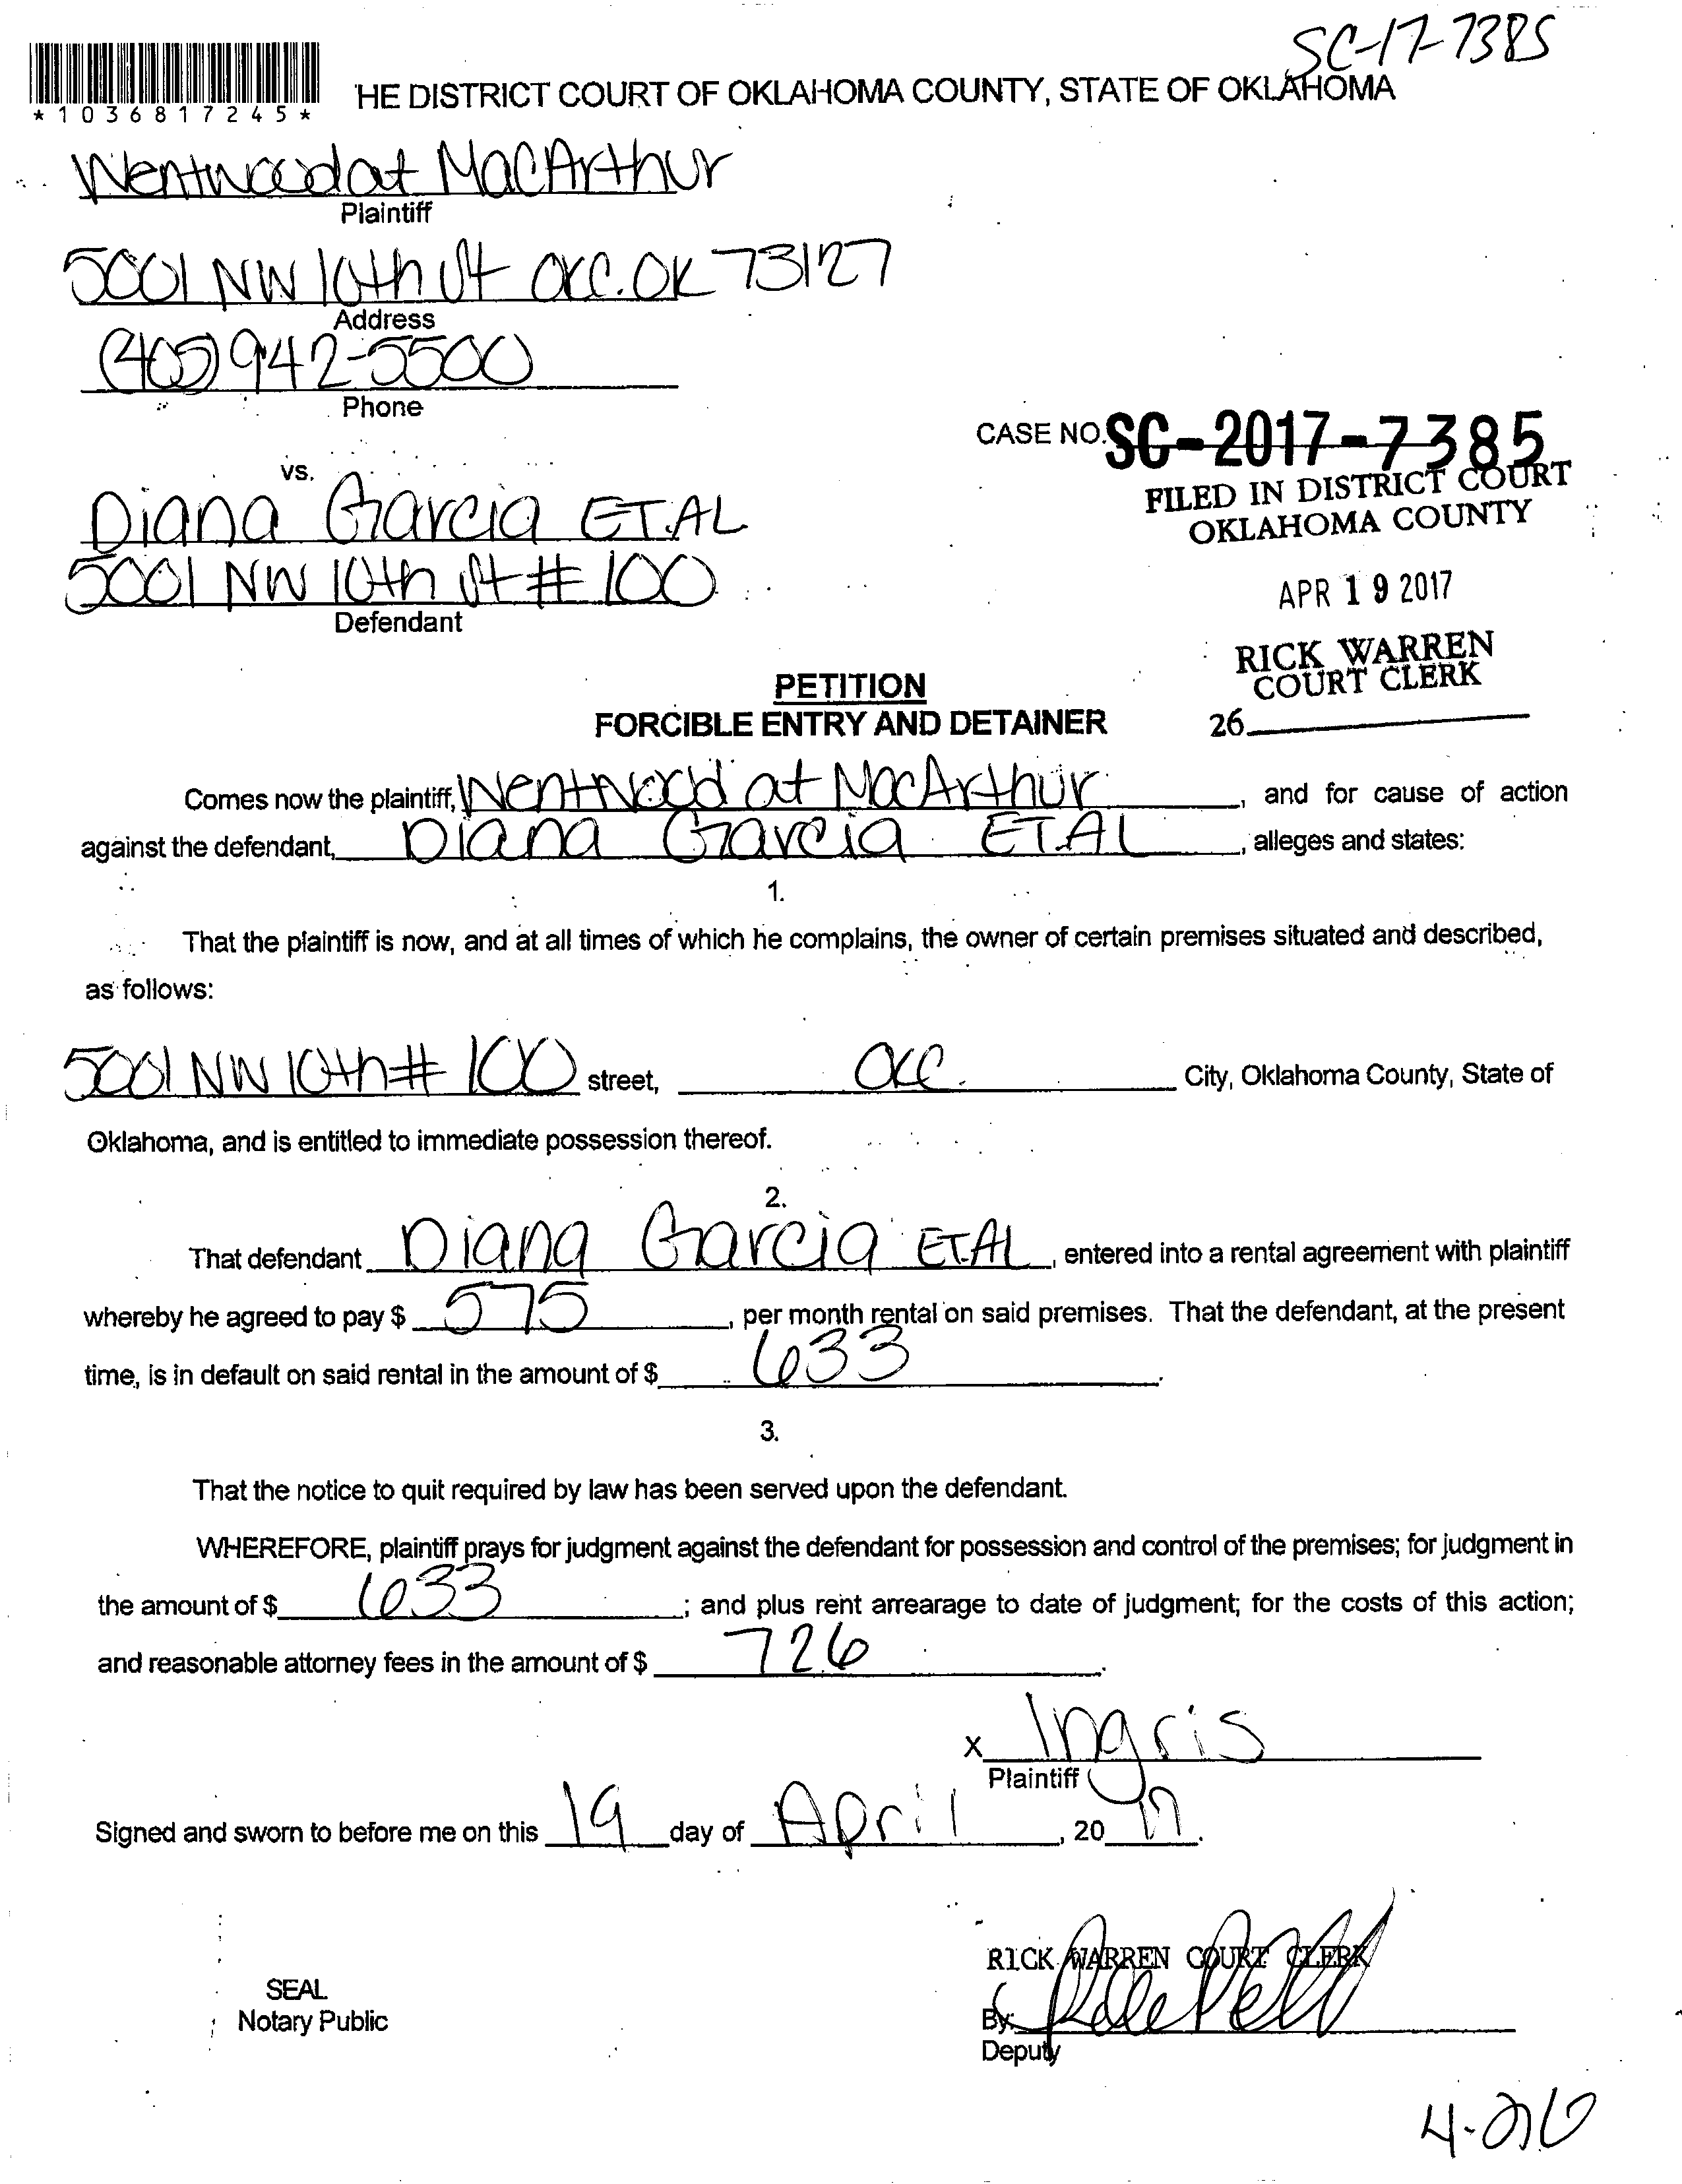 SC-17-7385
*1036817245*
HE DISTRICT COURT OF OKLAHOMA COUNTY, STATE OF OKLAHOMA
Wentwood at MacArthur
Plaintiff
5001 NW 10th St OKC. OK 73127
Address
(405) 942-5500
Phone
CASE NO. SC-2017-7385
vs.
FILED IN DISTRICT COURT
OKLAHOMA COUNTY
Diana Garcia ET.AL
5001 NW 10th St # 100
Defendant
APR 19 2017
RICK WARREN
COURT CLERK
26
PETITION
FORCIBLE ENTRY AND DETAINER
Comes now the plaintiff, Wentwood at MacArthur, and for cause of action
against the defendant, Diana Garcia ET.AL, alleges and states:
1.
That the plaintiff is now, and at all times of which he complains, the owner of certain premises situated and described,
as follows:
5001 NW 10th # 100 street, OKC. City, Oklahoma County, State of
Oklahoma, and is entitled to immediate possession thereof.
2.
That defendant Diana Garcia ET.AL, entered into a rental agreement with plaintiff
whereby he agreed to pay $ 575, per month rental on said premises. That the defendant, at the present
time, is in default on said rental in the amount of $ 633.
3.
That the notice to quit required by law has been served upon the defendant.
WHEREFORE, plaintiff prays for judgment against the defendant for possession and control of the premises; for judgment in
the amount of $ 633; and plus rent arrearage to date of judgment; for the costs of this action;
and reasonable attorney fees in the amount of $ 726.
X Ingris
Plaintiff
Signed and sworn to before me on this 19 day of April, 2017.
RICK WARREN COURT CLERK
SEAL
Notary Public
By:
Deputy
4-26